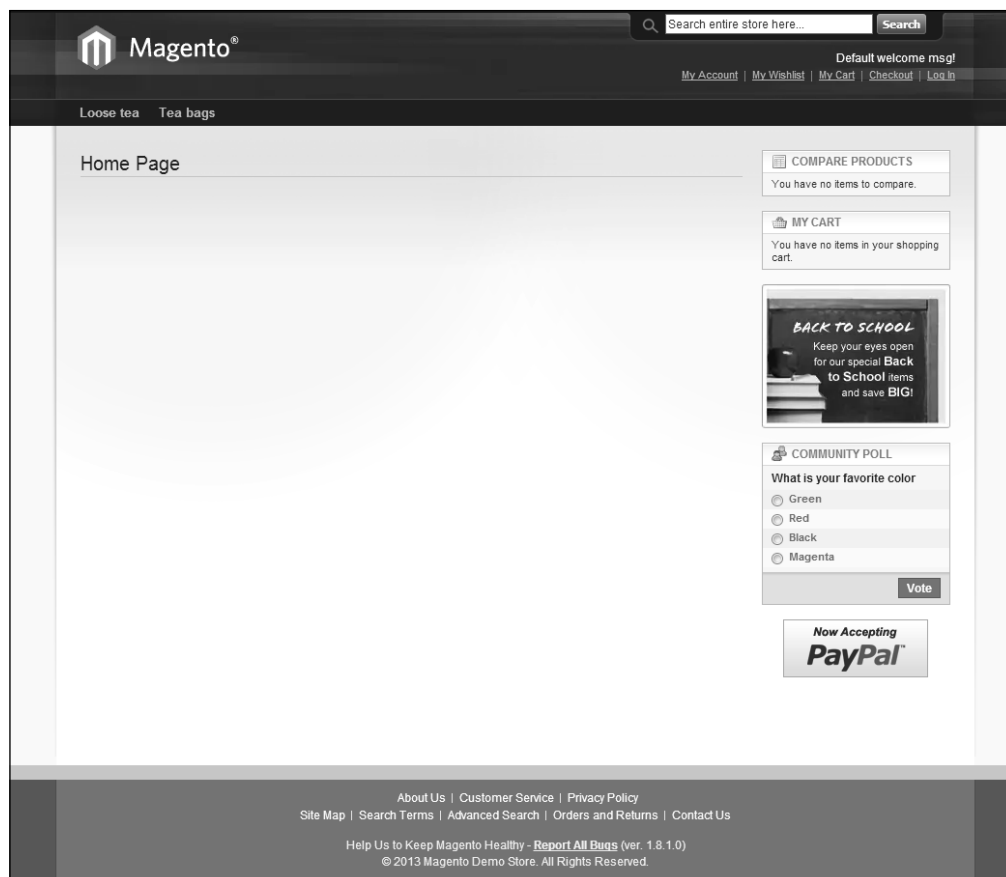 Magento®
Search entire store here...
Search
Default welcome msg!
My Account | My Wishlist | My Cart | Checkout | Log In
Loose tea Tea bags
Home Page
COMPARE PRODUCTS
You have no items to compare.
MY CART
You have no items in your shopping
cart.
BACK TO SCHOOL
Keep your eyes open
for our special Back
to School items
and save BIG!
COMMUNITY POLL
What is your favorite color
Green
Red
Black
Magenta
Vote
Now Accepting
PayPal™
About Us | Customer Service | Privacy Policy
Site Map | Search Terms | Advanced Search | Orders and Returns | Contact Us
Help Us to Keep Magento Healthy - Report All Bugs (ver. 1.8.1.0)
© 2013 Magento Demo Store. All Rights Reserved.